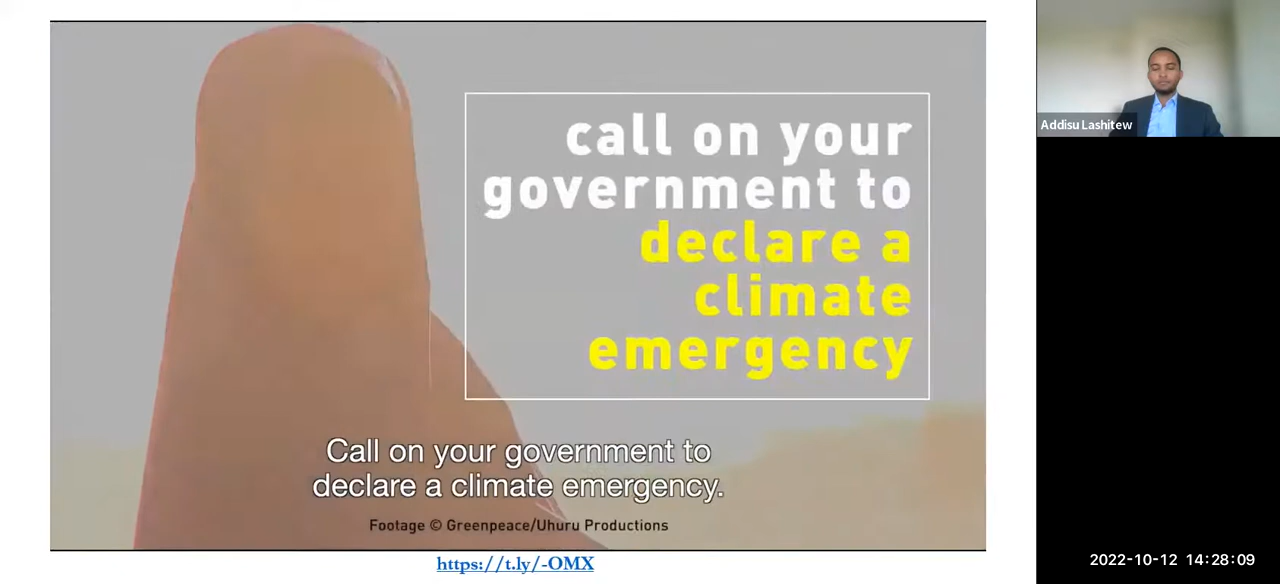 call on your
government to
declare a
climate
emergency
Call on your government to
declare a climate emergency.
Footage © Greenpeace/Uhuru Productions
https://t.ly/-OMX
Addisu Lashitew
2022-10-12 14:28:09